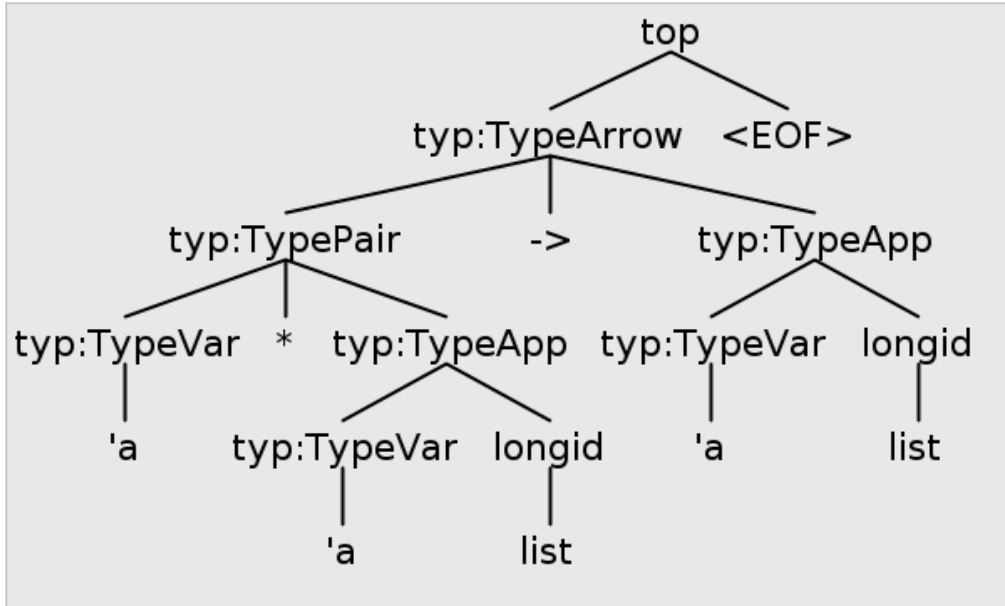 top
typ:TypeArrow <EOF>
typ:TypePair -> typ:TypeApp
typ:TypeVar * typ:TypeApp typ:TypeVar longid
'a typ:TypeVar longid 'a list
'a list